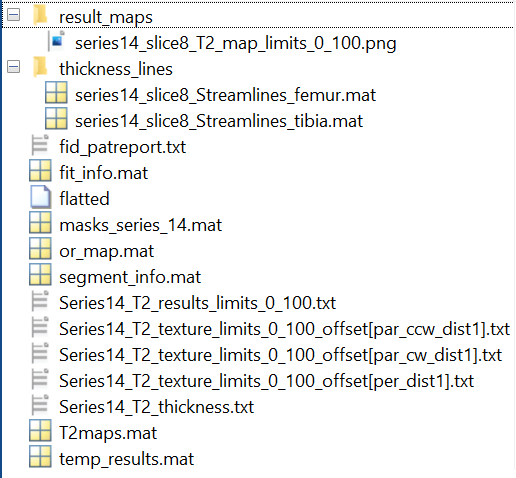 result_maps
series14_slice8_T2_map_limits_0_100.png
thickness_lines
series14_slice8_Streamlines_femur.mat
series14_slice8_Streamlines_tibia.mat
fid_patreport.txt
fit_info.mat
flatted
masks_series_14.mat
or_map.mat
segment_info.mat
Series14_T2_results_limits_0_100.txt
Series14_T2_texture_limits_0_100_offset[par_ccw_dist1].txt
Series14_T2_texture_limits_0_100_offset[par_cw_dist1].txt
Series14_T2_texture_limits_0_100_offset[per_dist1].txt
Series14_T2_thickness.txt
T2maps.mat
temp_results.mat